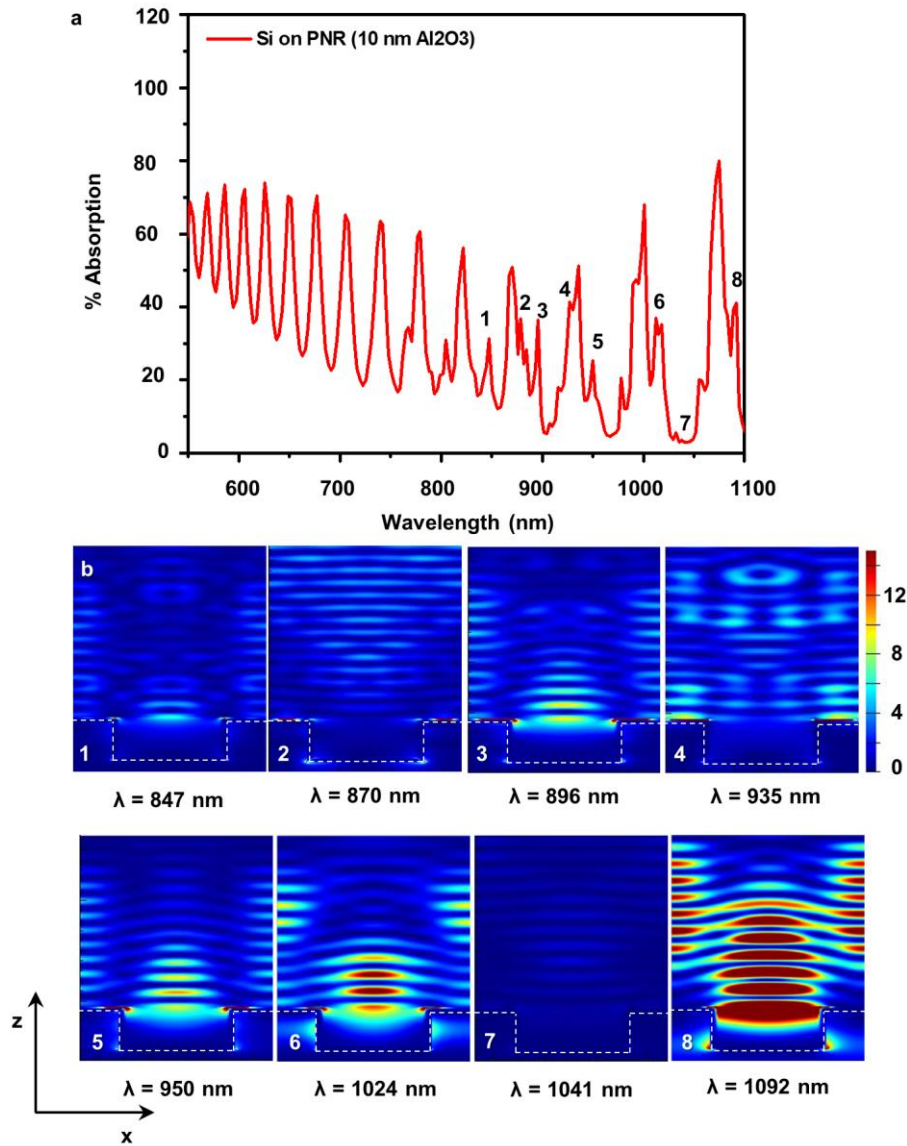 a
120
100
80
60
40
20
0
% Absorption
Si on PNR (10 nm Al2O3)
1
2
3
4
5
6
7
8
600 700 800 900 1000 1100
Wavelength (nm)
b
1
2
3
4
12
8
4
0
λ = 847 nm
λ = 870 nm
λ = 896 nm
λ = 935 nm
5
6
7
8
λ = 950 nm
λ = 1024 nm
λ = 1041 nm
λ = 1092 nm
z
x